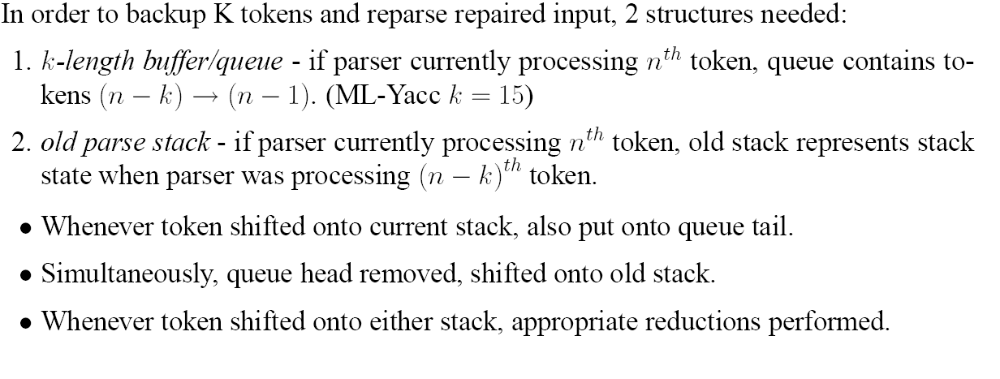 In order to backup K tokens and reparse repaired input, 2 structures needed:
1. k-length buffer/queue - if parser currently processing n^{th} token, queue contains to-
kens (n − k) → (n − 1). (ML-Yacc k = 15)
2. old parse stack - if parser currently processing n^{th} token, old stack represents stack
state when parser was processing (n − k)^{th} token.
• Whenever token shifted onto current stack, also put onto queue tail.
• Simultaneously, queue head removed, shifted onto old stack.
• Whenever token shifted onto either stack, appropriate reductions performed.